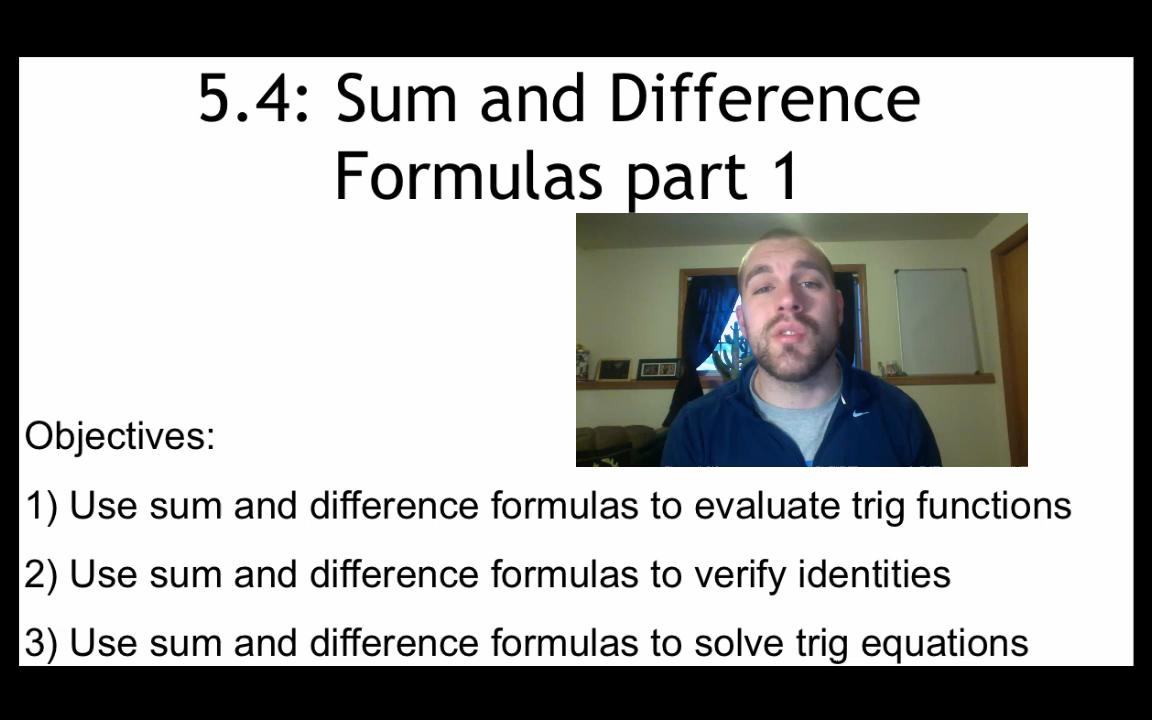 5.4: Sum and Difference
Formulas part 1
Objectives:
1) Use sum and difference formulas to evaluate trig functions
2) Use sum and difference formulas to verify identities
3) Use sum and difference formulas to solve trig equations